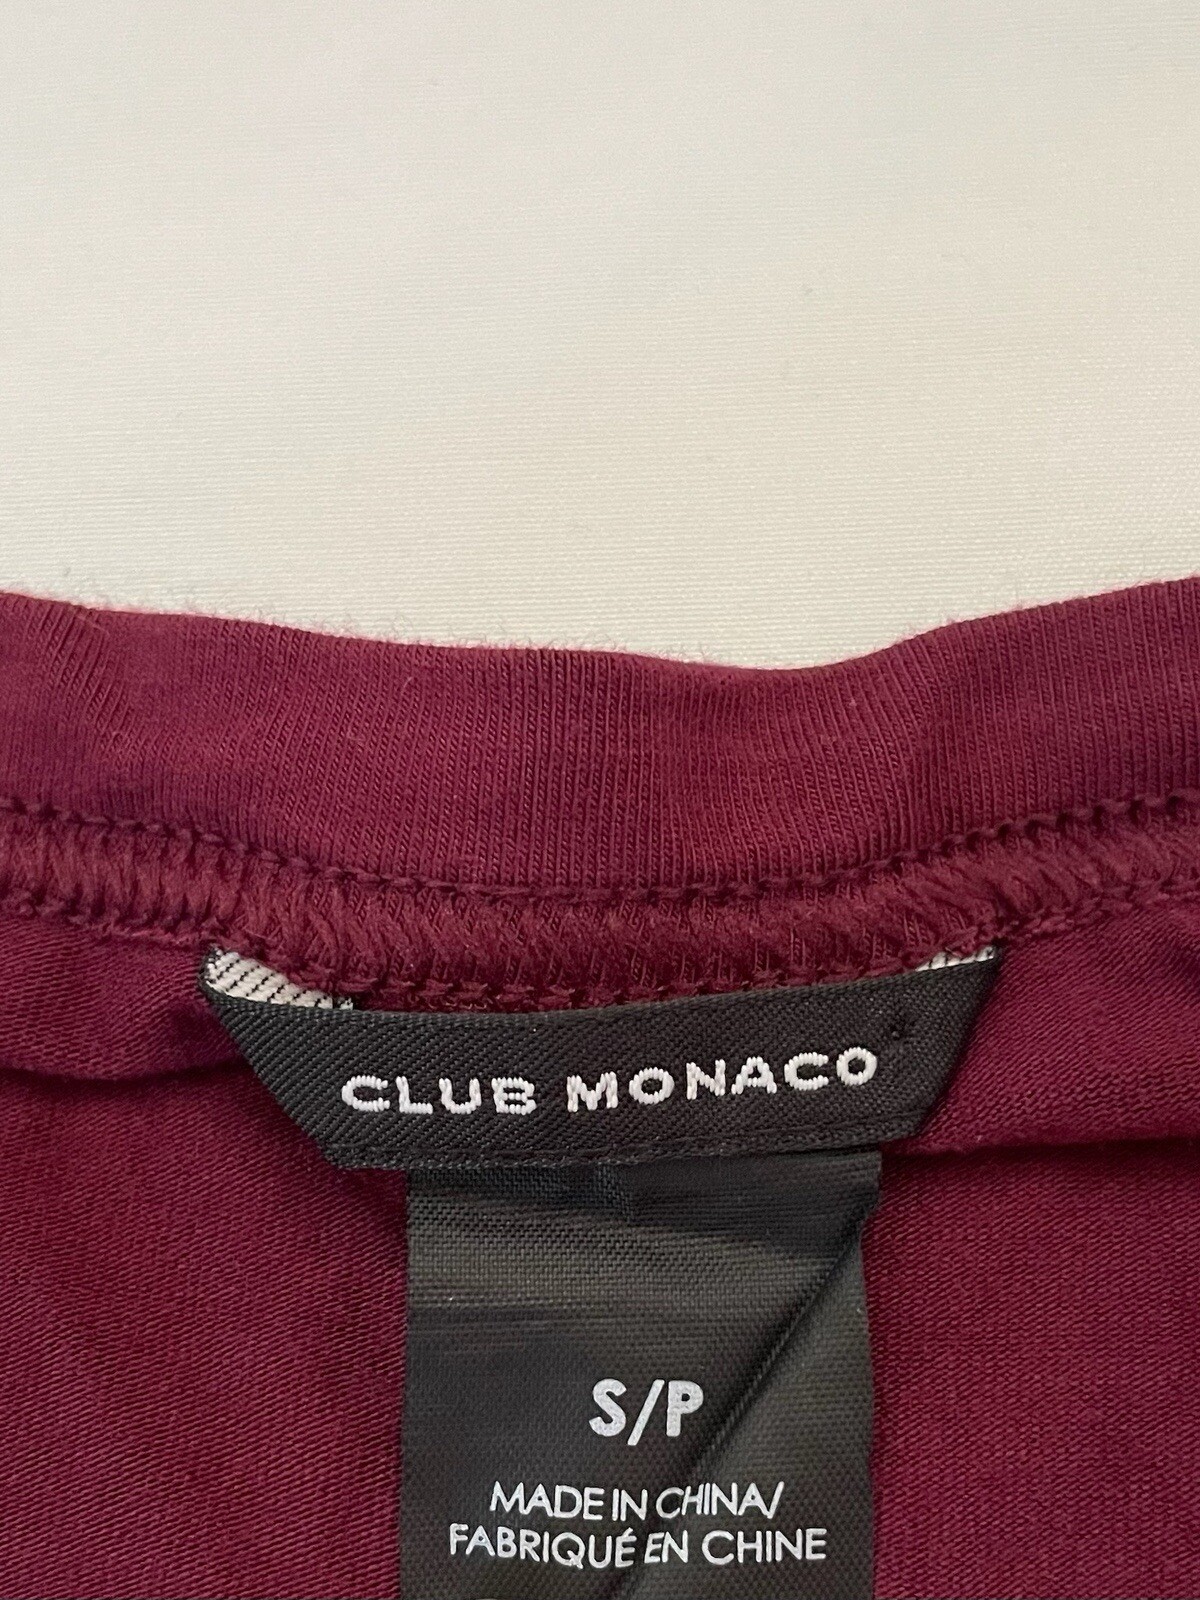 CLUB MONACO
S/P
MADE IN CHINA/
FABRIQUÉ EN CHINE